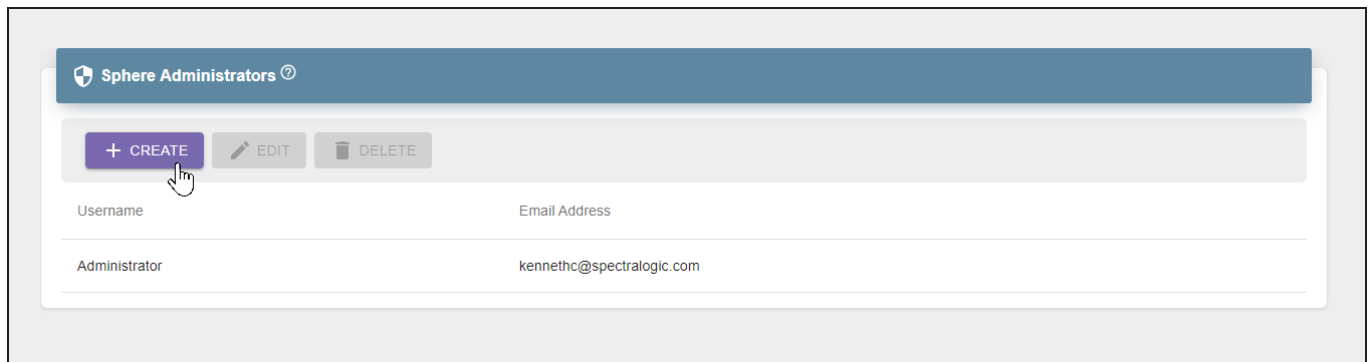 Sphere Administrators
CREATE EDIT DELETE
Username Email Address
Administrator kennethc@spectralogic.com